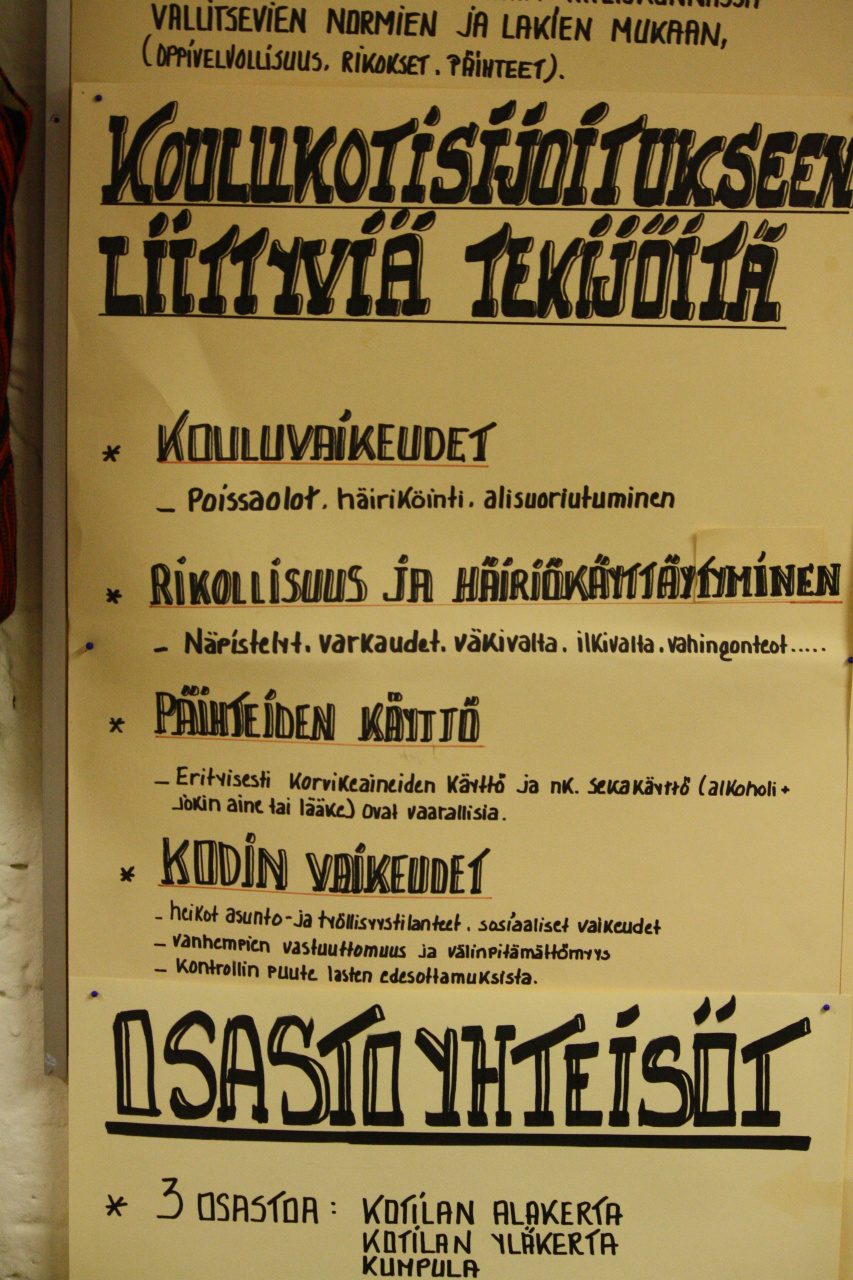 VALLITSEVIEN NORMIEN JA LAKIEN MUKAAN,
(OPPIVELVOLLISUUS, RIKOKSET, PÄIHTEET).
KOULUKOTISIJOITUKSEEN
LIITTYVIÄ TEKIJÖITÄ
* KOULUVAIKEUDET
– Poissaolot, häiriköinti, alisuoriutuminen
* RIKOLLISUUS JA HÄIRIÖKÄYTTÄYTYMINEN
– Näpistelyt, varkaudet, väkivalta, ilkivalta, vahingonteot.....
* PÄIHTEIDEN KÄYTTÖ
– Erityisesti korvikeaineiden käyttö ja nk. sekakäyttö (alkoholi +
jokin aine tai lääke) ovat vaarallisia.
* KODIN VAIKEUDET
– heikot asunto-ja työllisyystilanteet, sosiaaliset vaikeudet
– vanhempien vastuuttomuus ja välinpitämättömyys
– Kontrollin puute lasten edesottamuksista.
OSASTOYHTEISÖT
* 3 OSASTOA: KOTILAN ALAKERTA
KOTILAN YLÄKERTA
KUMPULA